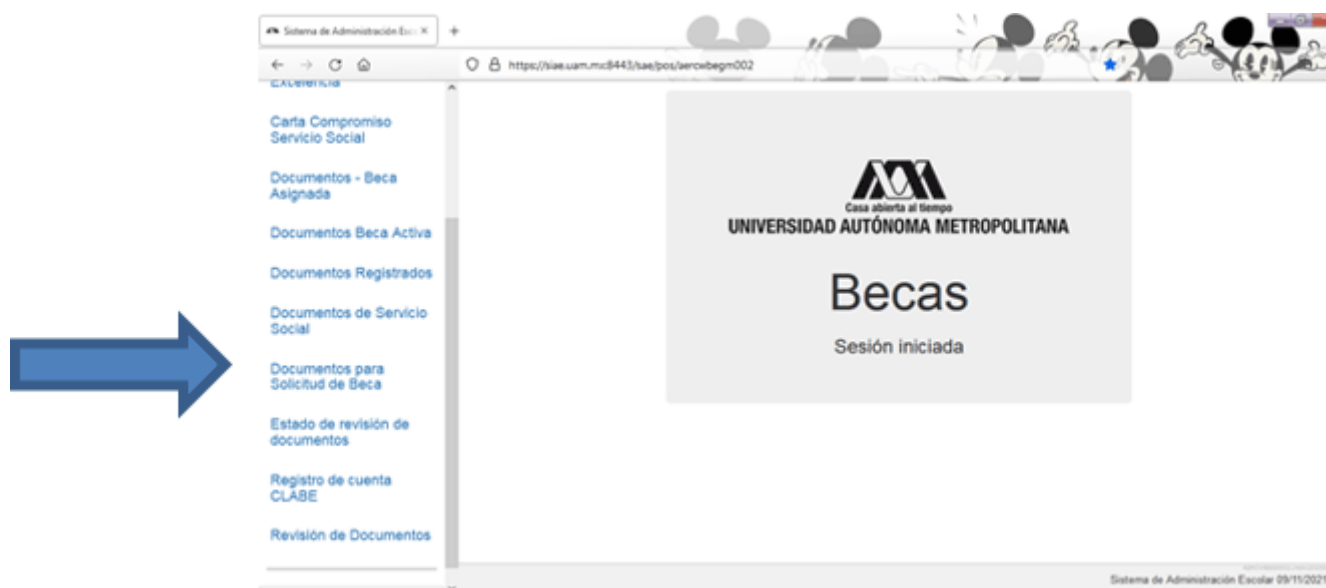 Sistema de Administración Esc
https://siae.uam.mx:8443/sae/pos/aercwbegm002
Excelencia
Carta Compromiso
Servicio Social
Documentos - Beca
Asignada
Documentos Beca Activa
Documentos Registrados
Documentos de Servicio
Social
Documentos para
Solicitud de Beca
Estado de revisión de
documentos
Registro de cuenta
CLABE
Revisión de Documentos
Casa abierta al tiempo
UNIVERSIDAD AUTÓNOMA METROPOLITANA
Becas
Sesión iniciada
Sistema de Administración Escolar 09/11/2021